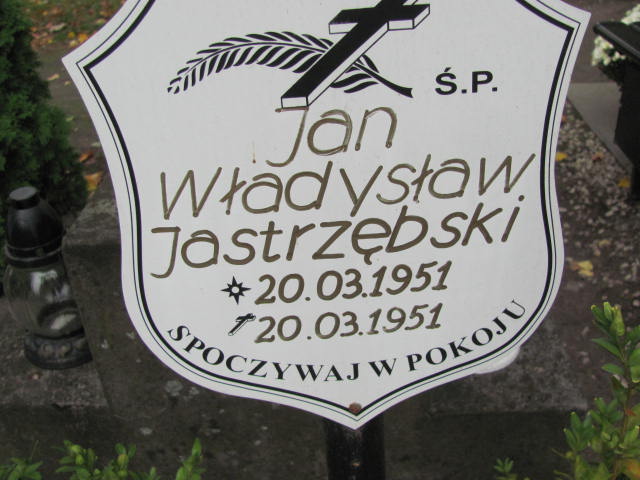 Ś.P.
Jan
Władysław
Jastrzębski
20.03.1951
20.03.1951
SPOCZYWAJ W POKOJU